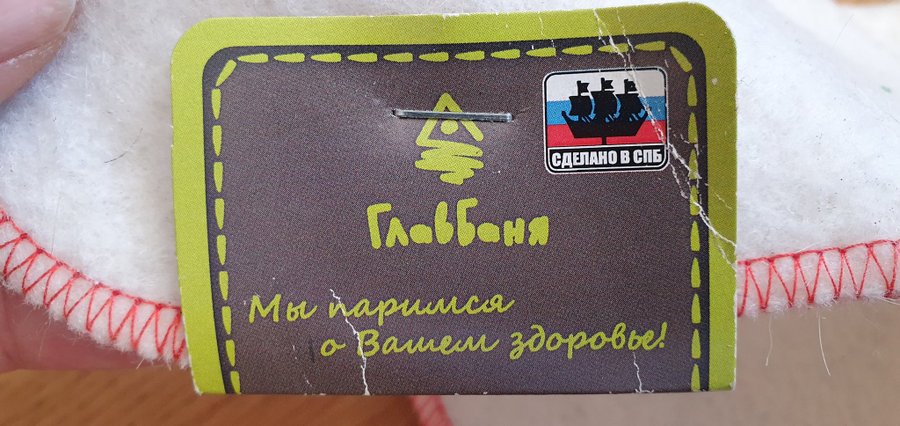 СДЕЛАНО В СПБ
ГлавБаня
Мы паримся
о Вашем здоровье!